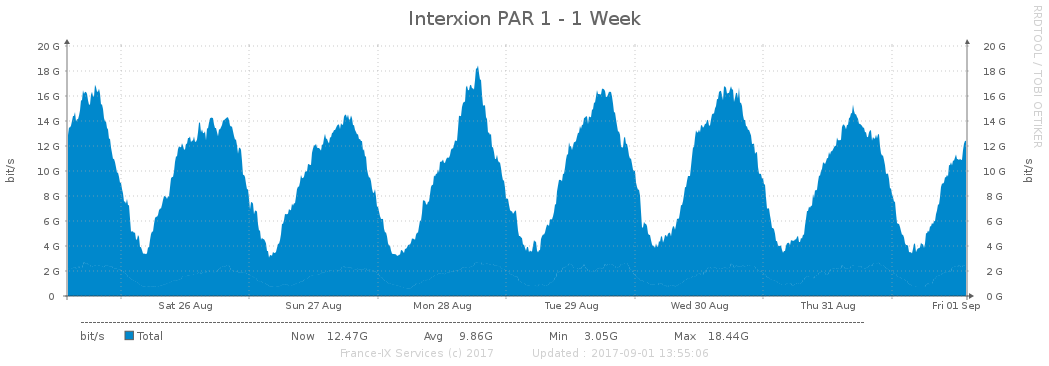 Interxion PAR 1 - 1 Week
RRDTOOL / TOBI OETIKER
20 G 20 G
18 G 18 G
16 G 16 G
14 G 14 G
12 G 12 G
10 G 10 G
8 G 8 G
6 G 6 G
4 G 4 G
2 G 2 G
0 0 G
bit/s
bit/s
Sat 26 Aug Sun 27 Aug Mon 28 Aug Tue 29 Aug Wed 30 Aug Thu 31 Aug Fri 01 Sep
bit/s Total Now 12.47G Avg 9.86G Min 3.05G Max 18.44G
France-IX Services (c) 2017 Updated : 2017-09-01 13:55:06